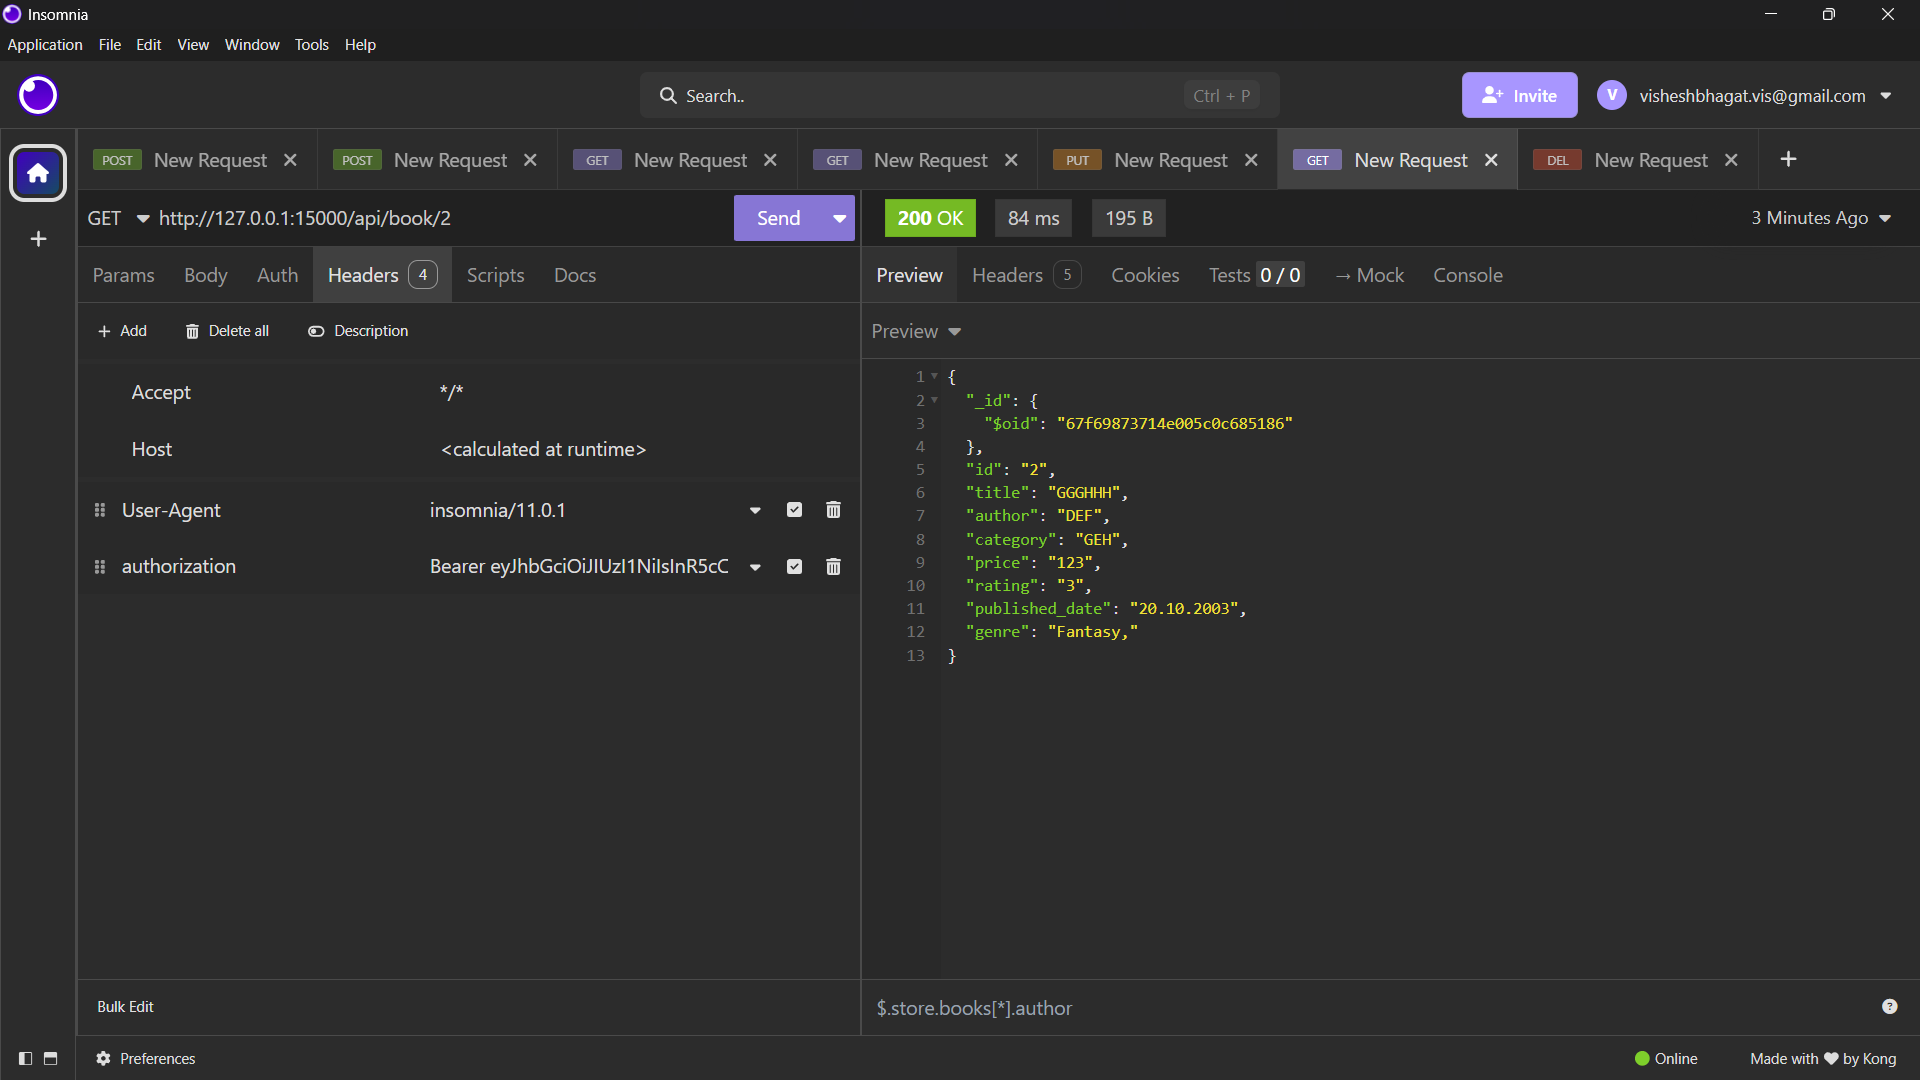 Insomnia
Application File Edit View Window Tools Help
Search.. Ctrl + P Invite V visheshbhagat.vis@gmail.com
POST New Request POST New Request GET New Request GET New Request PUT New Request GET New Request DEL New Request
GET http://127.0.0.1:15000/api/book/2 Send 200 OK 84 ms 195 B 3 Minutes Ago
Params Body Auth Headers 4 Scripts Docs Preview Headers 5 Cookies Tests 0 / 0 → Mock Console
+ Add Delete all Description
Preview
Accept */*
Host <calculated at runtime>
User-Agent insomnia/11.0.1
authorization Bearer eyJhbGciOiJIUzI1NiIsInR5cC
1 {
2 "_id": {
3 "$oid": "67f69873714e005c0c685186"
4 },
5 "id": "2",
6 "title": "GGGHHH",
7 "author": "DEF",
8 "category": "GEH",
9 "price": "123",
10 "rating": "3",
11 "published_date": "20.10.2003",
12 "genre": "Fantasy,"
13 }
Bulk Edit
$.store.books[*].author
Preferences
Online Made with ♥ by Kong